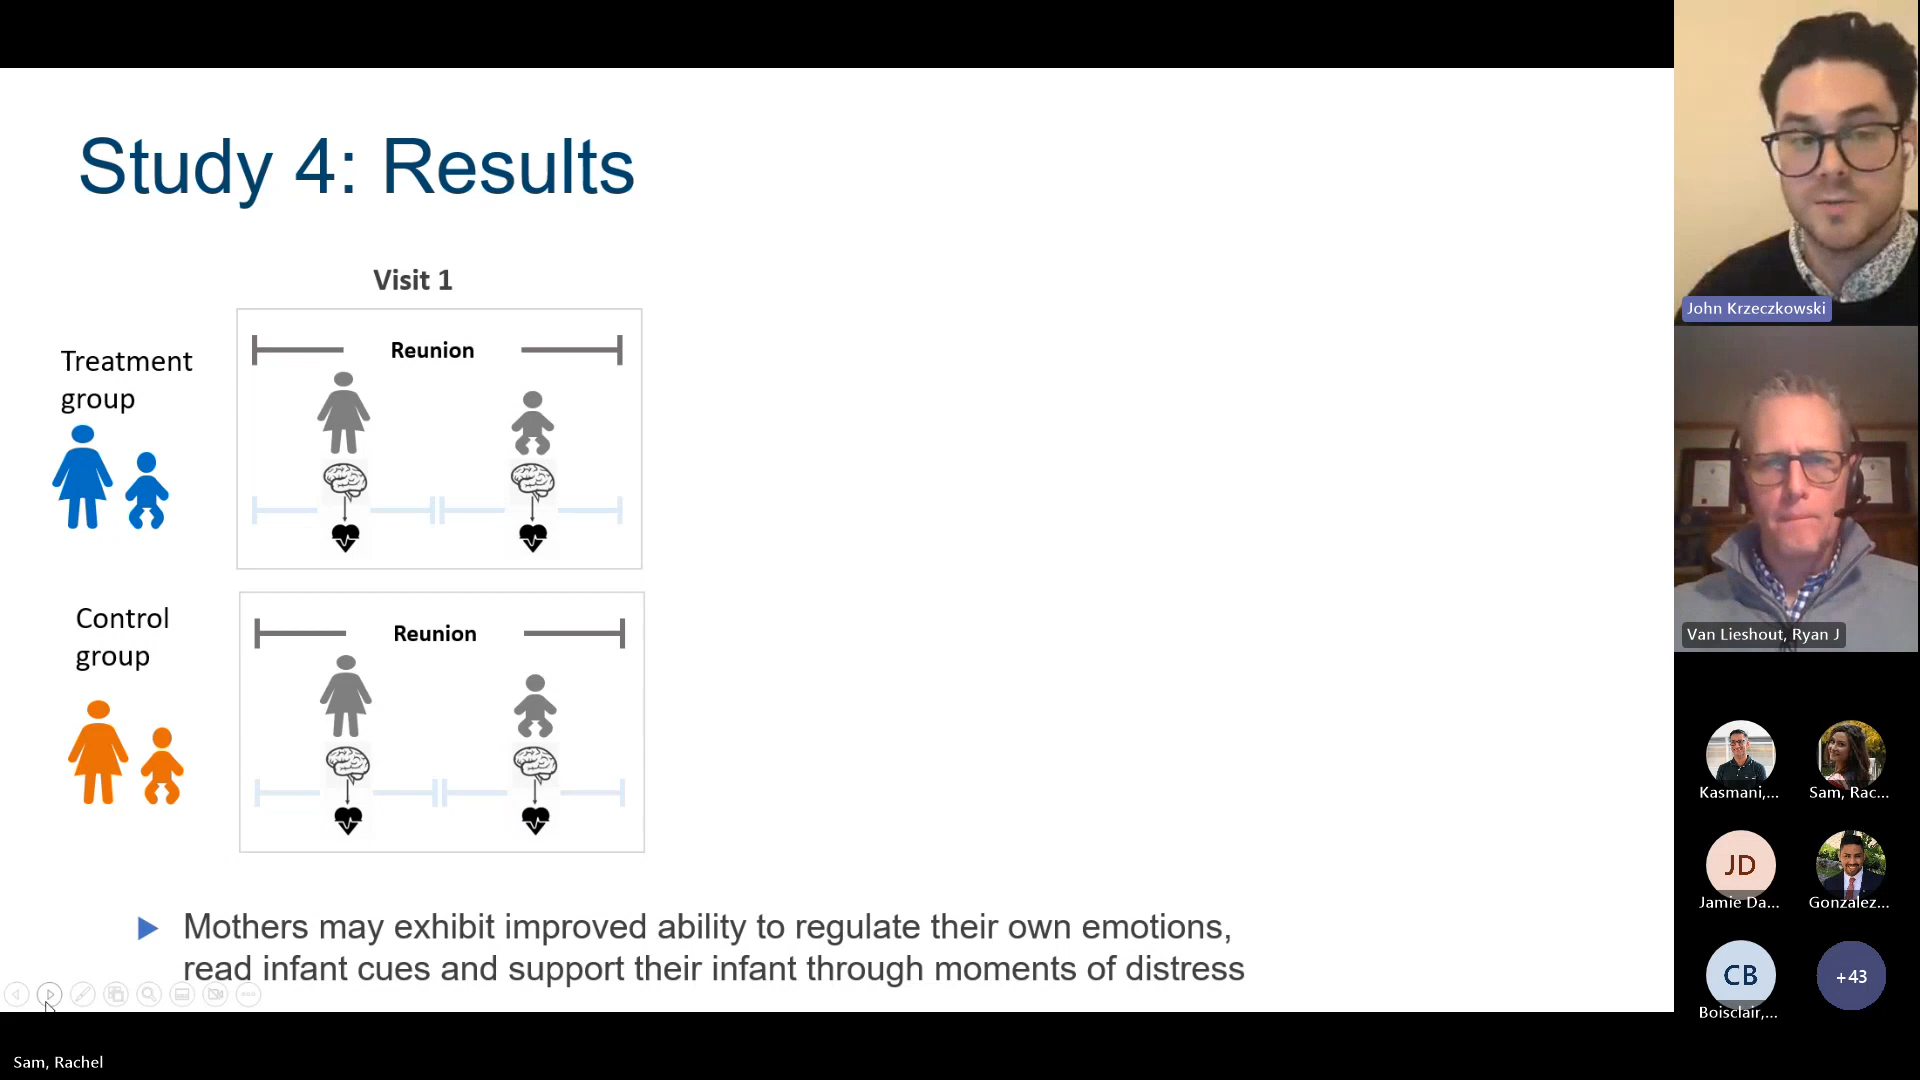 Study 4: Results
Visit 1
Treatment
group
Reunion
Control
group
Reunion
Mothers may exhibit improved ability to regulate their own emotions,
read infant cues and support their infant through moments of distress
John Krzeczkowski
Van Lieshout, Ryan J
Kasmani,...
Sam, Rac...
JD
Jamie Da...
Gonzalez...
CB
Boisclair,...
+43
Sam, Rachel